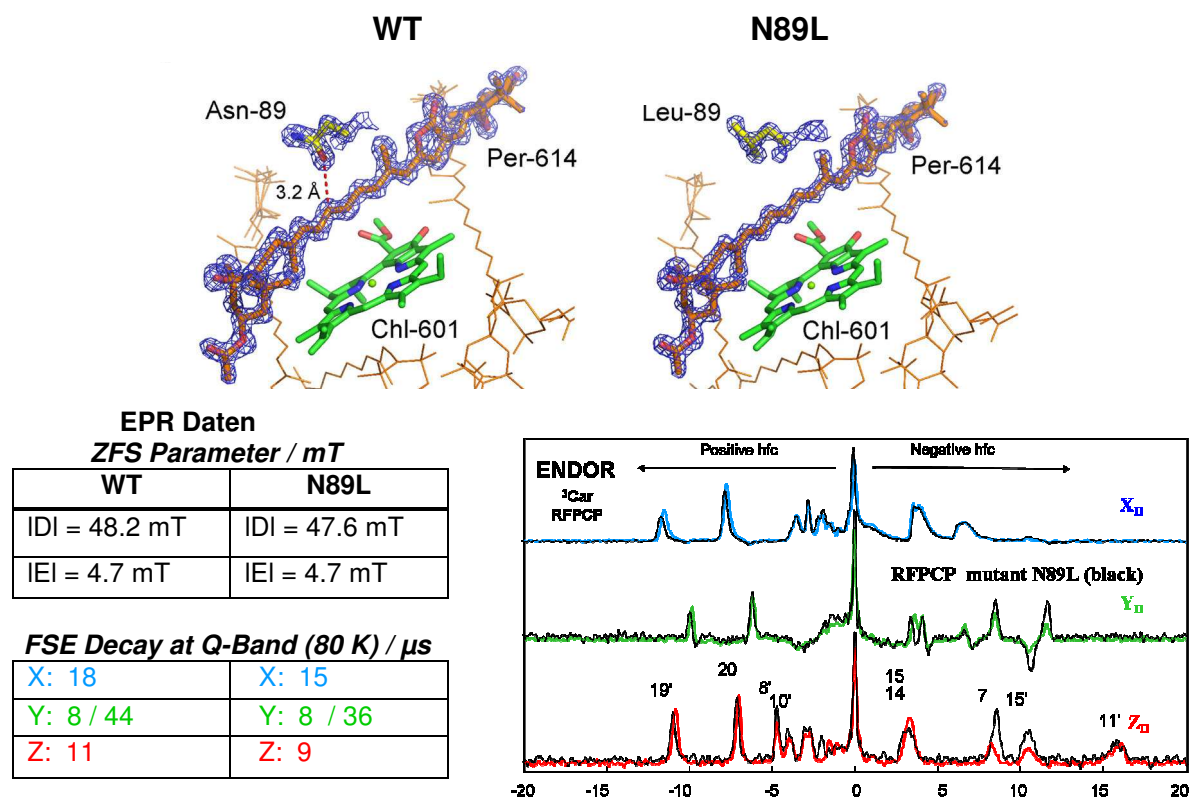 WT
N89L
Asn-89
Per-614
3.2 Å
Chl-601
Leu-89
Per-614
Chl-601
EPR Daten
ZFS Parameter / mT
WT N89L
IDI = 48.2 mT IDI = 47.6 mT
IEI = 4.7 mT IEI = 4.7 mT
FSE Decay at Q-Band (80 K) / µs
X: 18 X: 15
Y: 8 / 44 Y: 8 / 36
Z: 11 Z: 9
Positive hfc Negative hfc
ENDOR
³Car
RFPCP
X_II
RFPCP mutant N89L (black)
Y_II
19' 20 8' 10' 15 14 7 15' 11'
Z_II
-20 -15 -10 -5 0 5 10 15 20